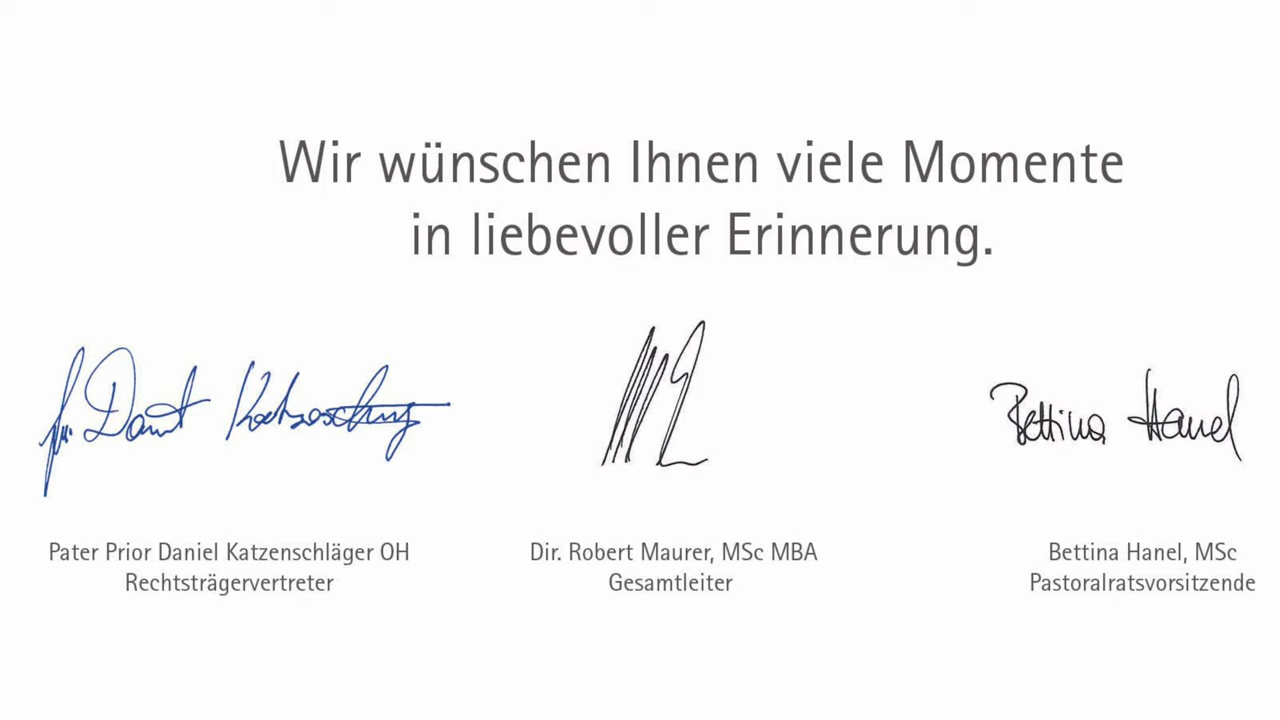 Wir wünschen Ihnen viele Momente
in liebevoller Erinnerung.
Bettina Hanel
Pater Prior Daniel Katzenschläger OH
Rechtsträgervertreter
Dir. Robert Maurer, MSc MBA
Gesamtleiter
Bettina Hanel, MSc
Pastoralratsvorsitzende